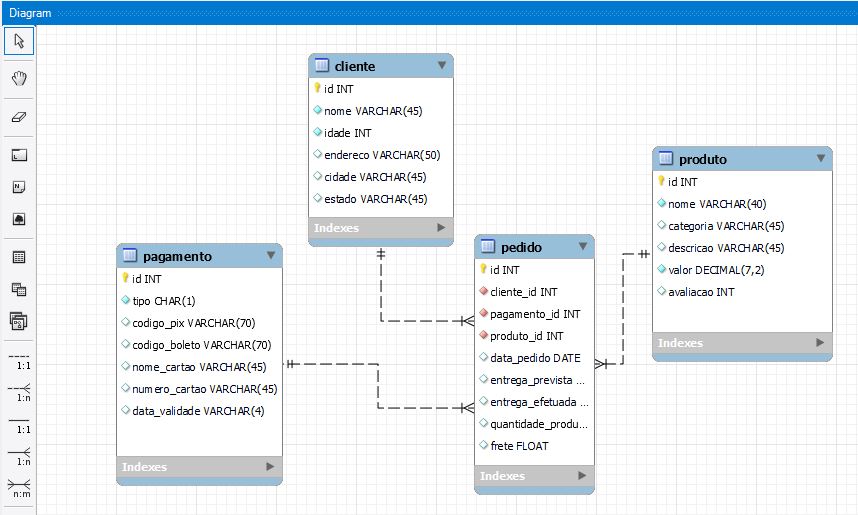 Diagram
cliente
id INT
nome VARCHAR(45)
idade INT
endereco VARCHAR(50)
cidade VARCHAR(45)
estado VARCHAR(45)
Indexes
produto
id INT
nome VARCHAR(40)
categoria VARCHAR(45)
descricao VARCHAR(45)
valor DECIMAL(7,2)
avaliacao INT
Indexes
pagamento
id INT
tipo CHAR(1)
codigo_pix VARCHAR(70)
codigo_boleto VARCHAR(70)
nome_cartao VARCHAR(45)
numero_cartao VARCHAR(45)
data_validade VARCHAR(4)
Indexes
pedido
id INT
cliente_id INT
pagamento_id INT
produto_id INT
data_pedido DATE
entrega_prevista ...
entrega_efetuada ...
quantidade_produ...
frete FLOAT
Indexes
1:1
1:n
1:1
1:n
n:m